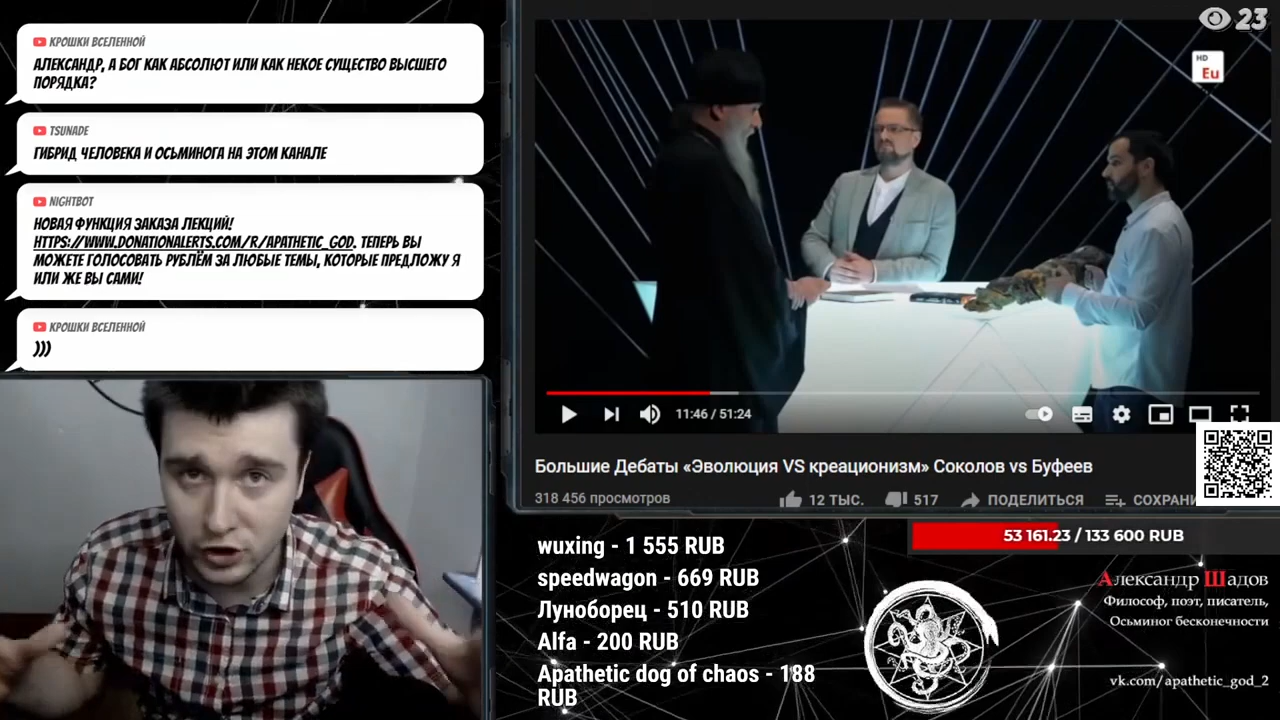 КРОШКИ ВСЕЛЕННОЙ
АЛЕКСАНДР, А БОГ КАК АБСОЛЮТ ИЛИ КАК НЕКОЕ СУЩЕСТВО ВЫСШЕГО
ПОРЯДКА?
TSUNADE
ГИБРИД ЧЕЛОВЕКА И ОСЬМИНОГА НА ЭТОМ КАНАЛЕ
NIGHTBOT
НОВАЯ ФУНКЦИЯ ЗАКАЗА ЛЕКЦИЙ!
HTTPS://WWW.DONATIONALERTS.COM/R/APATHETIC_GOD. ТЕПЕРЬ ВЫ
МОЖЕТЕ ГОЛОСОВАТЬ РУБЛЁМ ЗА ЛЮБЫЕ ТЕМЫ, КОТОРЫЕ ПРЕДЛОЖУ Я
ИЛИ ЖЕ ВЫ САМИ!
КРОШКИ ВСЕЛЕННОЙ
)))
23
HD
Eu
11:46 / 51:24
Большие Дебаты «Эволюция VS креационизм» Соколов vs Буфеев
318 456 просмотров
12 ТЫС.
517
ПОДЕЛИТЬСЯ
СОХРАНИ
wuxing - 1 555 RUB
speedwagon - 669 RUB
Луноборец - 510 RUB
Alfa - 200 RUB
Apathetic dog of chaos - 188
RUB
53 161.23 / 133 600 RUB
Александр Шадов
Философ, поэт, писатель,
Осьминог бесконечности
vk.com/apathetic_god_2